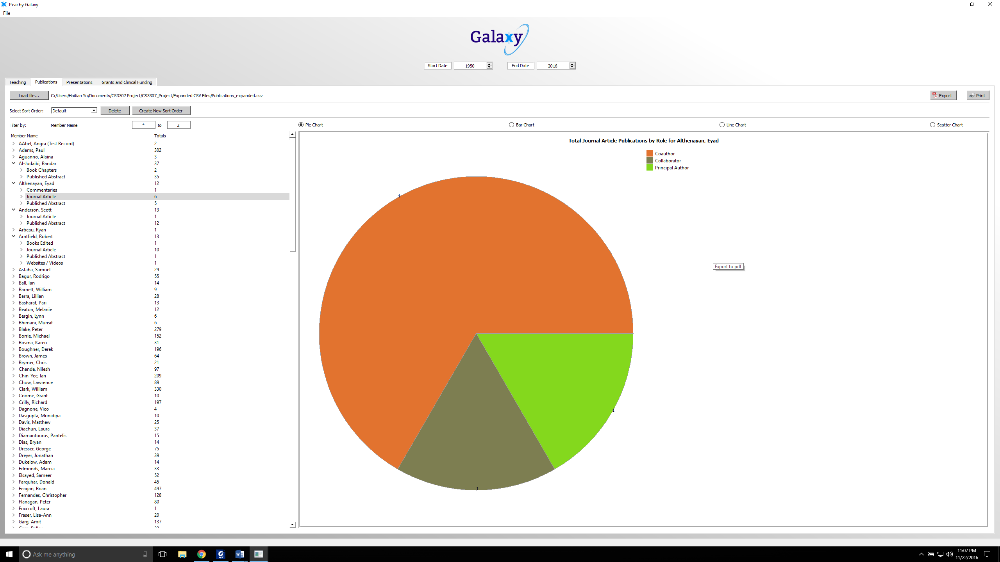 Peachy Galaxy
File
Galaxy
Start Date 1950 End Date 2016
Teaching Publications Presentations Grants and Clinical Funding
Load file... C:/Users/Haitian Yu/Documents/CS3307 Project/CS3307_Project/Expanded CSV Files/Publications_expanded.csv Export Print
Select Sort Order: Default Delete Create New Sort Order
Filter by: Member Name * to Z
Pie Chart Bar Chart Line Chart Scatter Chart
Member Name Totals
AAbel, Angra (Test Record) 2
Adams, Paul 302
Aguanno, Alaina 3
Al-Judaibi, Bandar 37
Book Chapters 2
Published Abstract 35
Althenayan, Eyad 12
Commentaries 1
Journal Article 6
Published Abstract 5
Anderson, Scott 13
Journal Article 1
Published Abstract 12
Arbeau, Ryan 1
Arntfield, Robert 13
Books Edited 1
Journal Article 10
Published Abstract 1
Websites / Videos 1
Asfaha, Samuel 29
Bagur, Rodrigo 55
Ball, Ian 14
Barnett, William 9
Barra, Lillian 28
Basharat, Pari 13
Beaton, Melanie 12
Bergin, Lynn 6
Bhimani, Munsif 6
Blake, Peter 279
Borrie, Michael 152
Bosma, Karen 31
Boughner, Derek 196
Brown, James 64
Brymer, Chris 21
Chande, Nilesh 97
Chin-Yee, Ian 209
Chow, Lawrence 89
Clark, William 330
Coome, Grant 10
Crilly, Richard 197
Dagnone, Vico 4
Dasgupta, Monidipa 10
Davis, Matthew 25
Diachun, Laura 37
Diamantouros, Pantelis 15
Dias, Bryan 14
Dresser, George 75
Dreyer, Jonathan 39
Dukelow, Adam 14
Edmonds, Marcia 33
Elsayed, Sameer 52
Farquhar, Donald 45
Feagan, Brian 497
Fernandes, Christopher 128
Flanagan, Peter 80
Foxcroft, Laura 1
Fraser, Lisa-Ann 20
Garg, Amit 137
Total Journal Article Publications by Role for Althenayan, Eyad
Coauthor
Collaborator
Principal Author
4
Export to pdf
1
1
Ask me anything
11:07 PM
11/22/2016